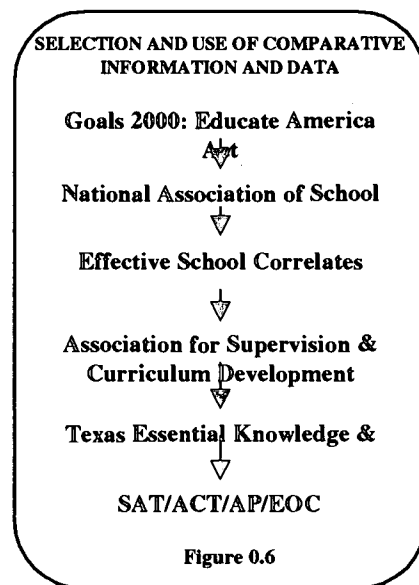 SELECTION AND USE OF COMPARATIVE
INFORMATION AND DATA
Goals 2000: Educate America
Act
National Association of School
Effective School Correlates
Association for Supervision &
Curriculum Development
Texas Essential Knowledge &
SAT/ACT/AP/EOC
Figure 0.6